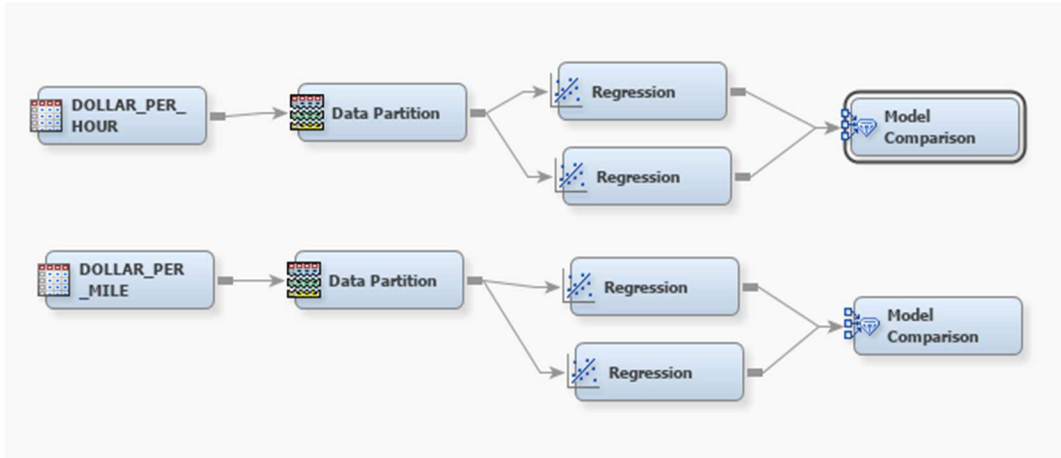 DOLLAR_PER_
HOUR
Data Partition
Regression
Regression
Model
Comparison
DOLLAR_PER
_MILE
Data Partition
Regression
Regression
Model
Comparison